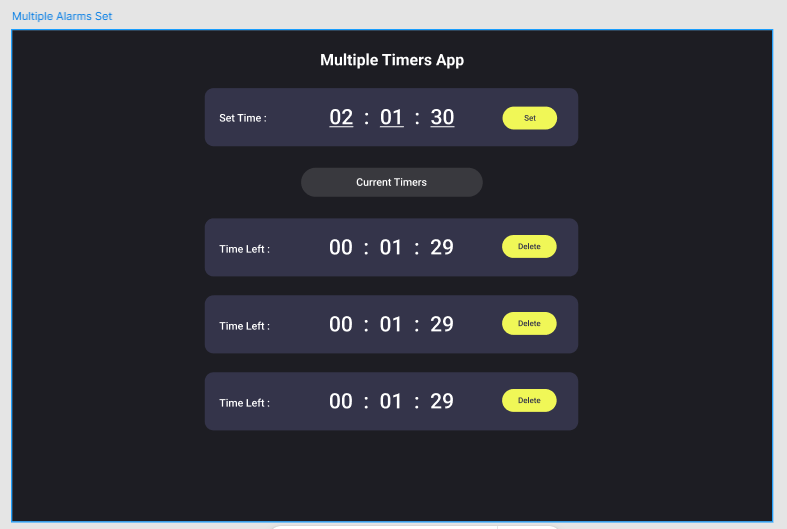 Multiple Alarms Set
Multiple Timers App
Set Time : 02 : 01 : 30 Set
Current Timers
Time Left : 00 : 01 : 29 Delete
Time Left : 00 : 01 : 29 Delete
Time Left : 00 : 01 : 29 Delete